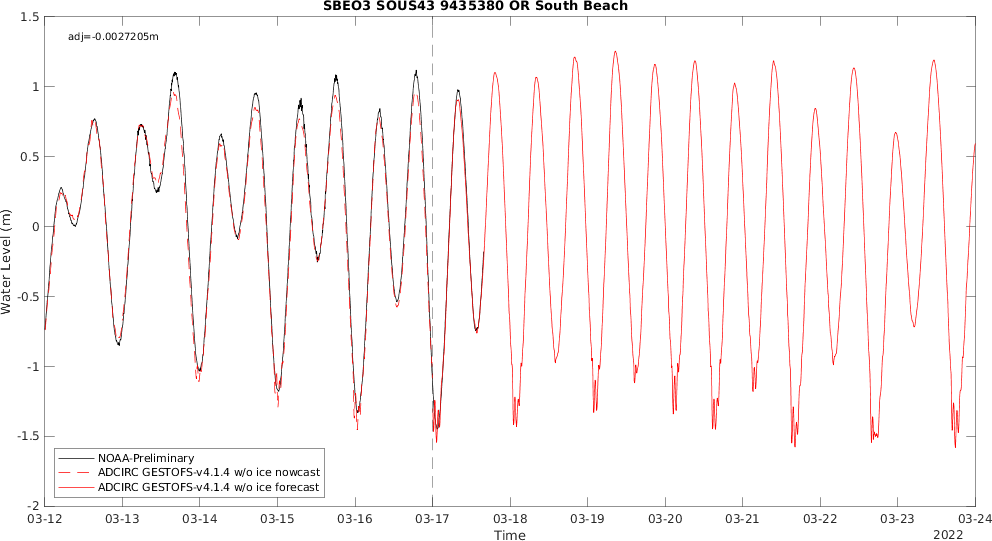 SBEO3 SOUS43 9435380 OR South Beach
adj=-0.0027205m
1.5
1
0.5
0
-0.5
-1
-1.5
-2
Water Level (m)
NOAA-Preliminary
ADCIRC GESTOFS-v4.1.4 w/o ice nowcast
ADCIRC GESTOFS-v4.1.4 w/o ice forecast
03-12 03-13 03-14 03-15 03-16 03-17 03-18 03-19 03-20 03-21 03-22 03-23 03-24
Time
2022